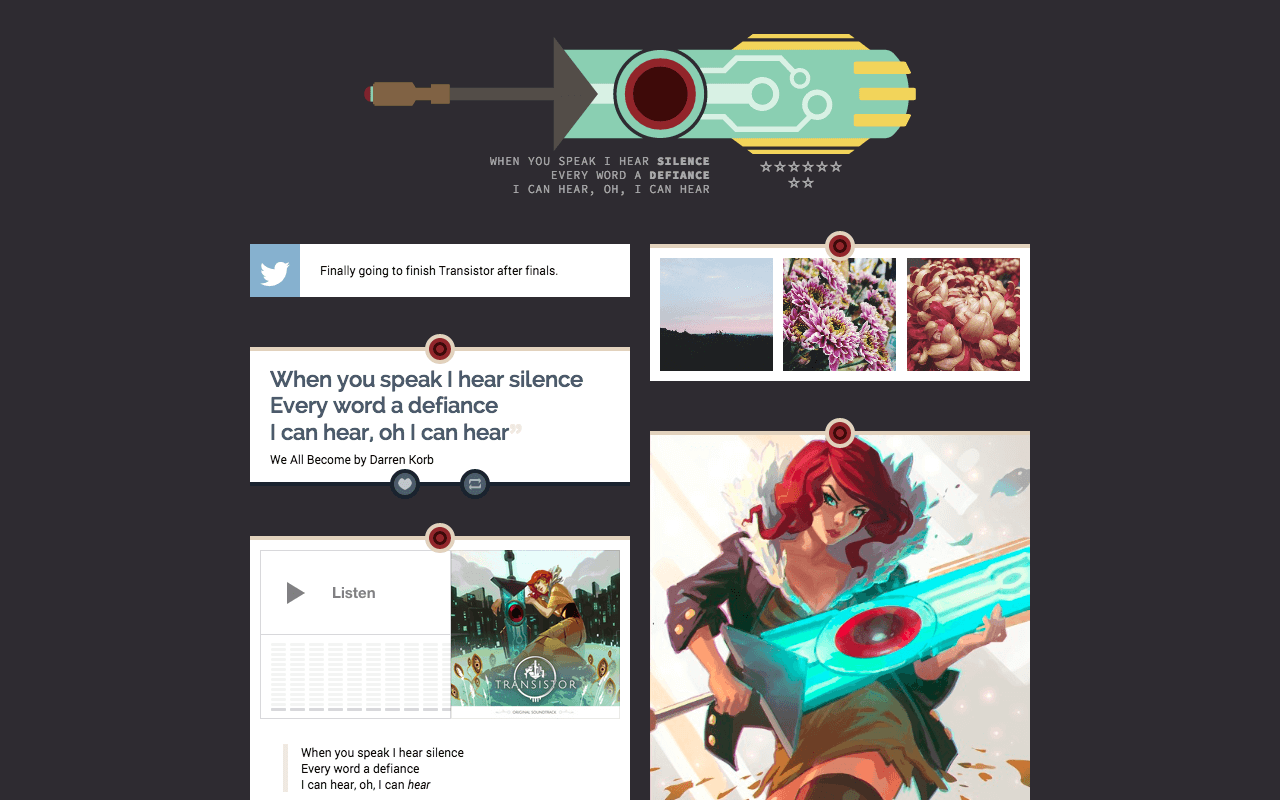 WHEN YOU SPEAK I HEAR SILENCE
EVERY WORD A DEFIANCE
I CAN HEAR, OH, I CAN HEAR
☆☆☆☆☆☆
☆☆
Finally going to finish Transistor after finals.
When you speak I hear silence
Every word a defiance
I can hear, oh I can hear”
We All Become by Darren Korb
Listen
TRANSISTOR
ORIGINAL SOUNDTRACK
When you speak I hear silence
Every word a defiance
I can hear, oh, I can hear